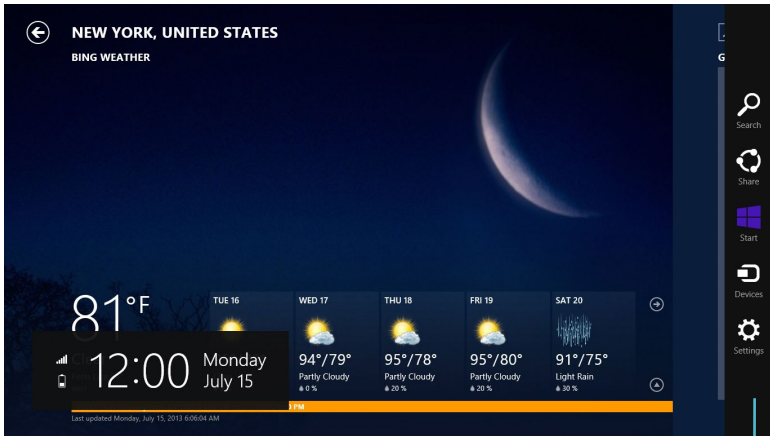 NEW YORK, UNITED STATES
BING WEATHER
G
81°F
TUE 16
WED 17
94°/79°
Partly Cloudy
0 %
THU 18
95°/78°
Partly Cloudy
20 %
FRI 19
95°/80°
Partly Cloudy
20 %
SAT 20
91°/75°
Light Rain
30 %
12:00
Monday
July 15
PM
Last updated Monday, July 15, 2013 6:06:04 AM
Search
Share
Start
Devices
Settings